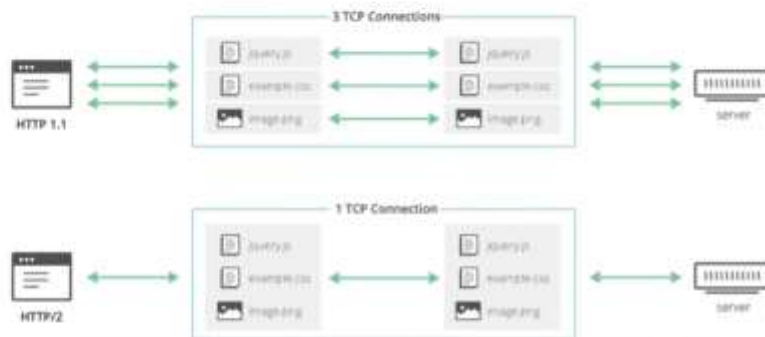 3 TCP Connections
jquery.js
jquery.js
example.css
example.css
image.png
image.png
HTTP 1.1
server
1 TCP Connection
jquery.js
jquery.js
example.css
example.css
image.png
image.png
HTTP/2
server